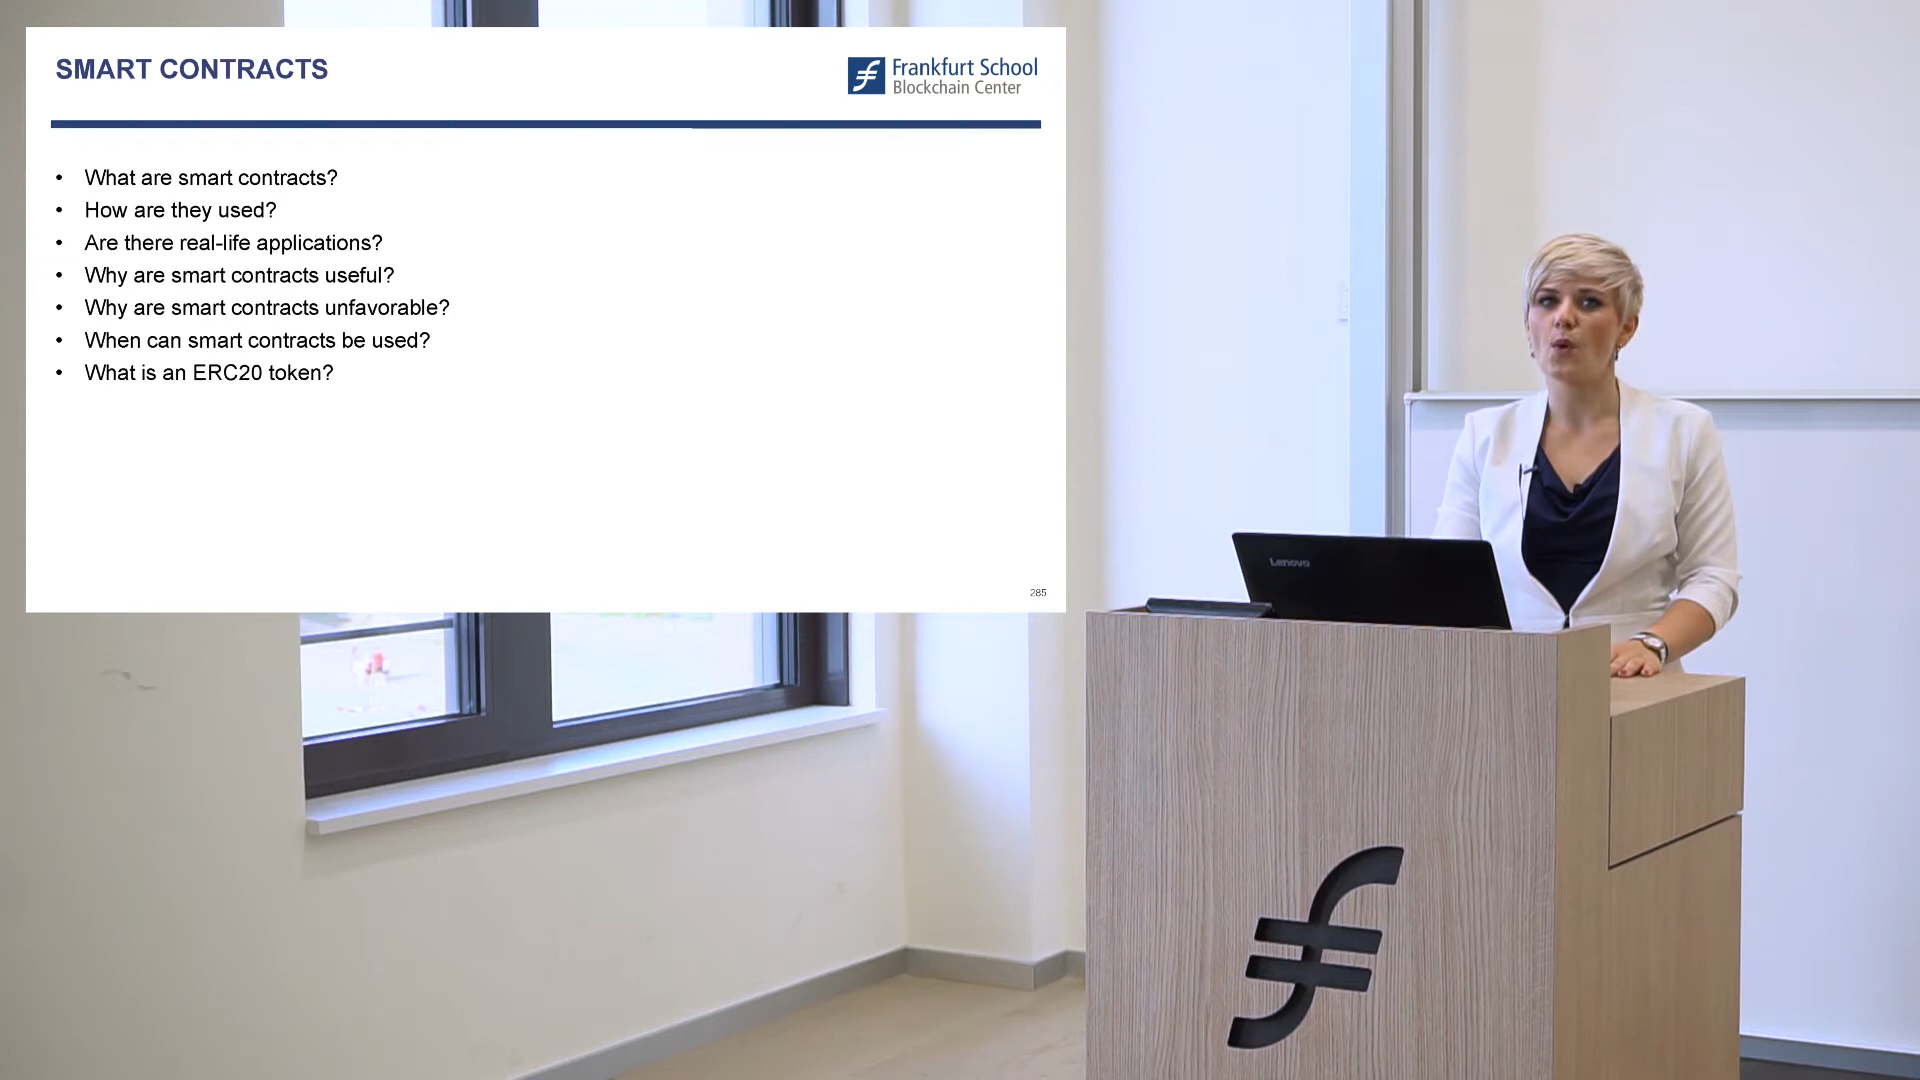 SMART CONTRACTS
Frankfurt School
Blockchain Center
• What are smart contracts?
• How are they used?
• Are there real-life applications?
• Why are smart contracts useful?
• Why are smart contracts unfavorable?
• When can smart contracts be used?
• What is an ERC20 token?
285
Lenovo